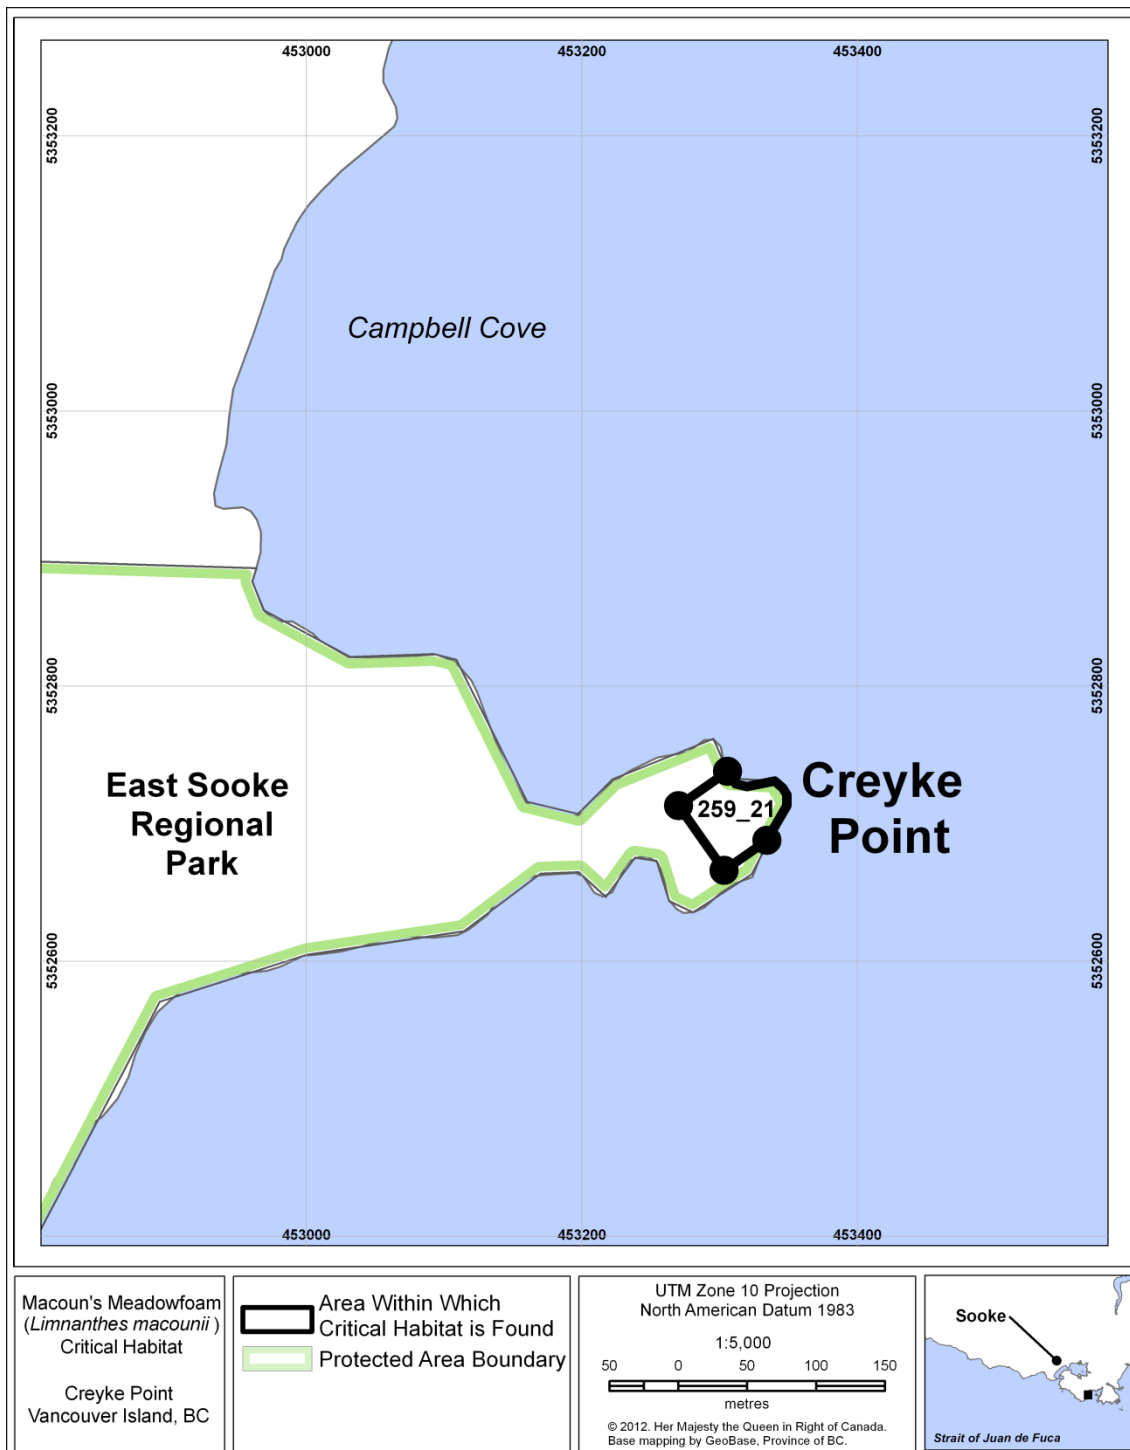 453000
453200
453400
5353200
5353200
Campbell Cove
5353000
5353000
5352800
5352800
East Sooke
Regional
Park
259_21
Creyke
Point
5352600
5352600
453000
453200
453400
Macoun's Meadowfoam
(Limnanthes macounii )
Critical Habitat
Creyke Point
Vancouver Island, BC
Area Within Which
Critical Habitat is Found
Protected Area Boundary
UTM Zone 10 Projection
North American Datum 1983
1:5,000
50 0 50 100 150
metres
© 2012. Her Majesty the Queen in Right of Canada.
Base mapping by GeoBase, Province of BC.
Sooke
Strait of Juan de Fuca